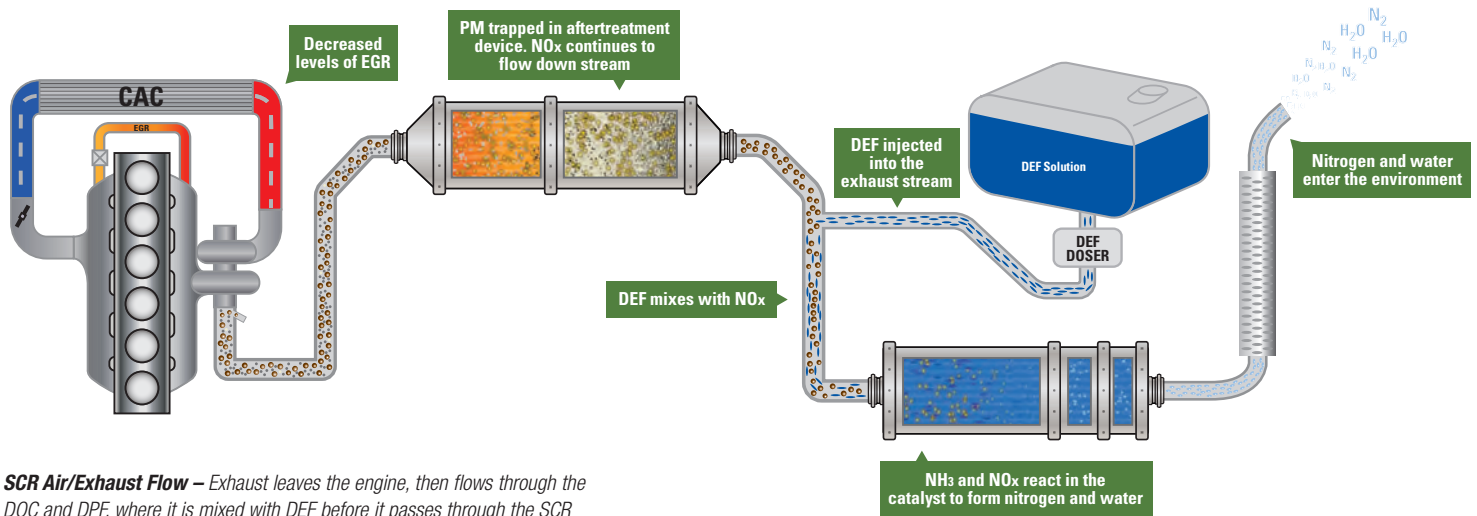 Decreased
levels of EGR
PM trapped in aftertreatment
device. NOx continues to
flow down stream
CAC
EGR
DEF injected
into the
exhaust stream
DEF Solution
DEF
DOSER
H2O N2
H2O
N2 H2O
N2 H2O
N2
Nitrogen and water
enter the environment
DEF mixes with NOx
NH3 and NOx react in the
catalyst to form nitrogen and water
SCR Air/Exhaust Flow – Exhaust leaves the engine, then flows through the
DOC and DPF, where it is mixed with DEF before it passes through the SCR